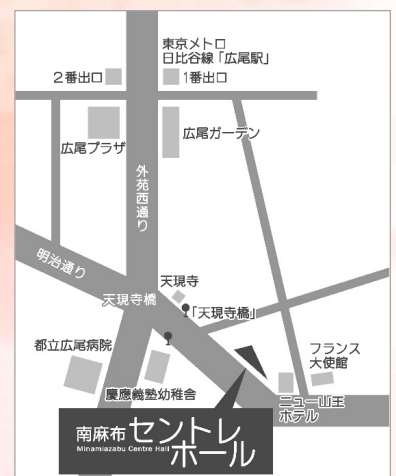 東京メトロ
日比谷線「広尾駅」
2番出口
1番出口
広尾プラザ
広尾ガーデン
外苑西通り
明治通り
天現寺
天現寺橋
「天現寺橋」
都立広尾病院
慶應義塾幼稚舎
フランス
大使館
ニュー山王
ホテル
南麻布セントレ
Minamiazabu Centre Hall
ホール